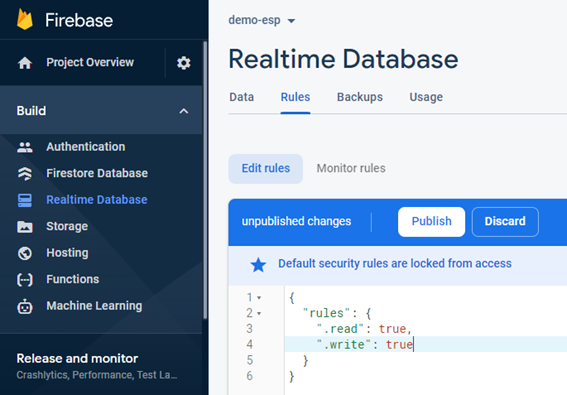 Firebase
Project Overview
Build
Authentication
Firestore Database
Realtime Database
Storage
Hosting
Functions
Machine Learning
Release and monitor
Crashlytics, Performance, Test La...
demo-esp
Realtime Database
Data Rules Backups Usage
Edit rules Monitor rules
unpublished changes Publish Discard
Default security rules are locked from access
1 {
2 "rules": {
3 ".read": true,
4 ".write": true
5 }
6 }